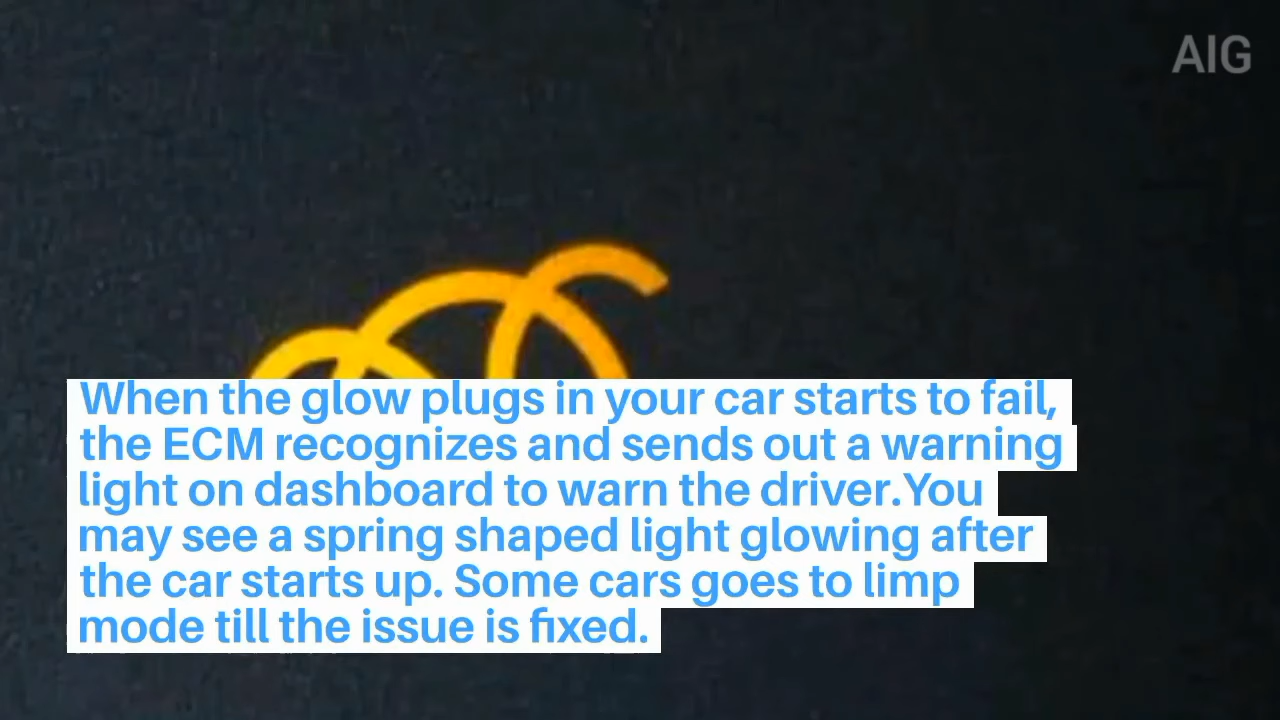 AIG
When the glow plugs in your car starts to fail,
the ECM recognizes and sends out a warning
light on dashboard to warn the driver.You
may see a spring shaped light glowing after
the car starts up. Some cars goes to limp
mode till the issue is fixed.